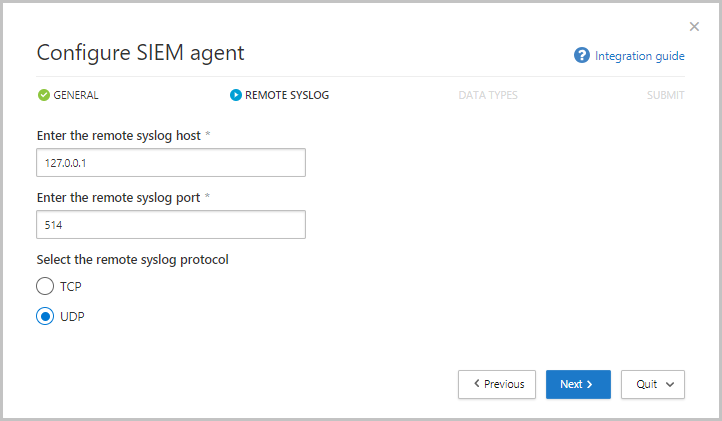 Configure SIEM agent
? Integration guide
GENERAL
REMOTE SYSLOG
DATA TYPES
SUBMIT
Enter the remote syslog host *
127.0.0.1
Enter the remote syslog port *
514
Select the remote syslog protocol
TCP
UDP
Previous
Next
Quit